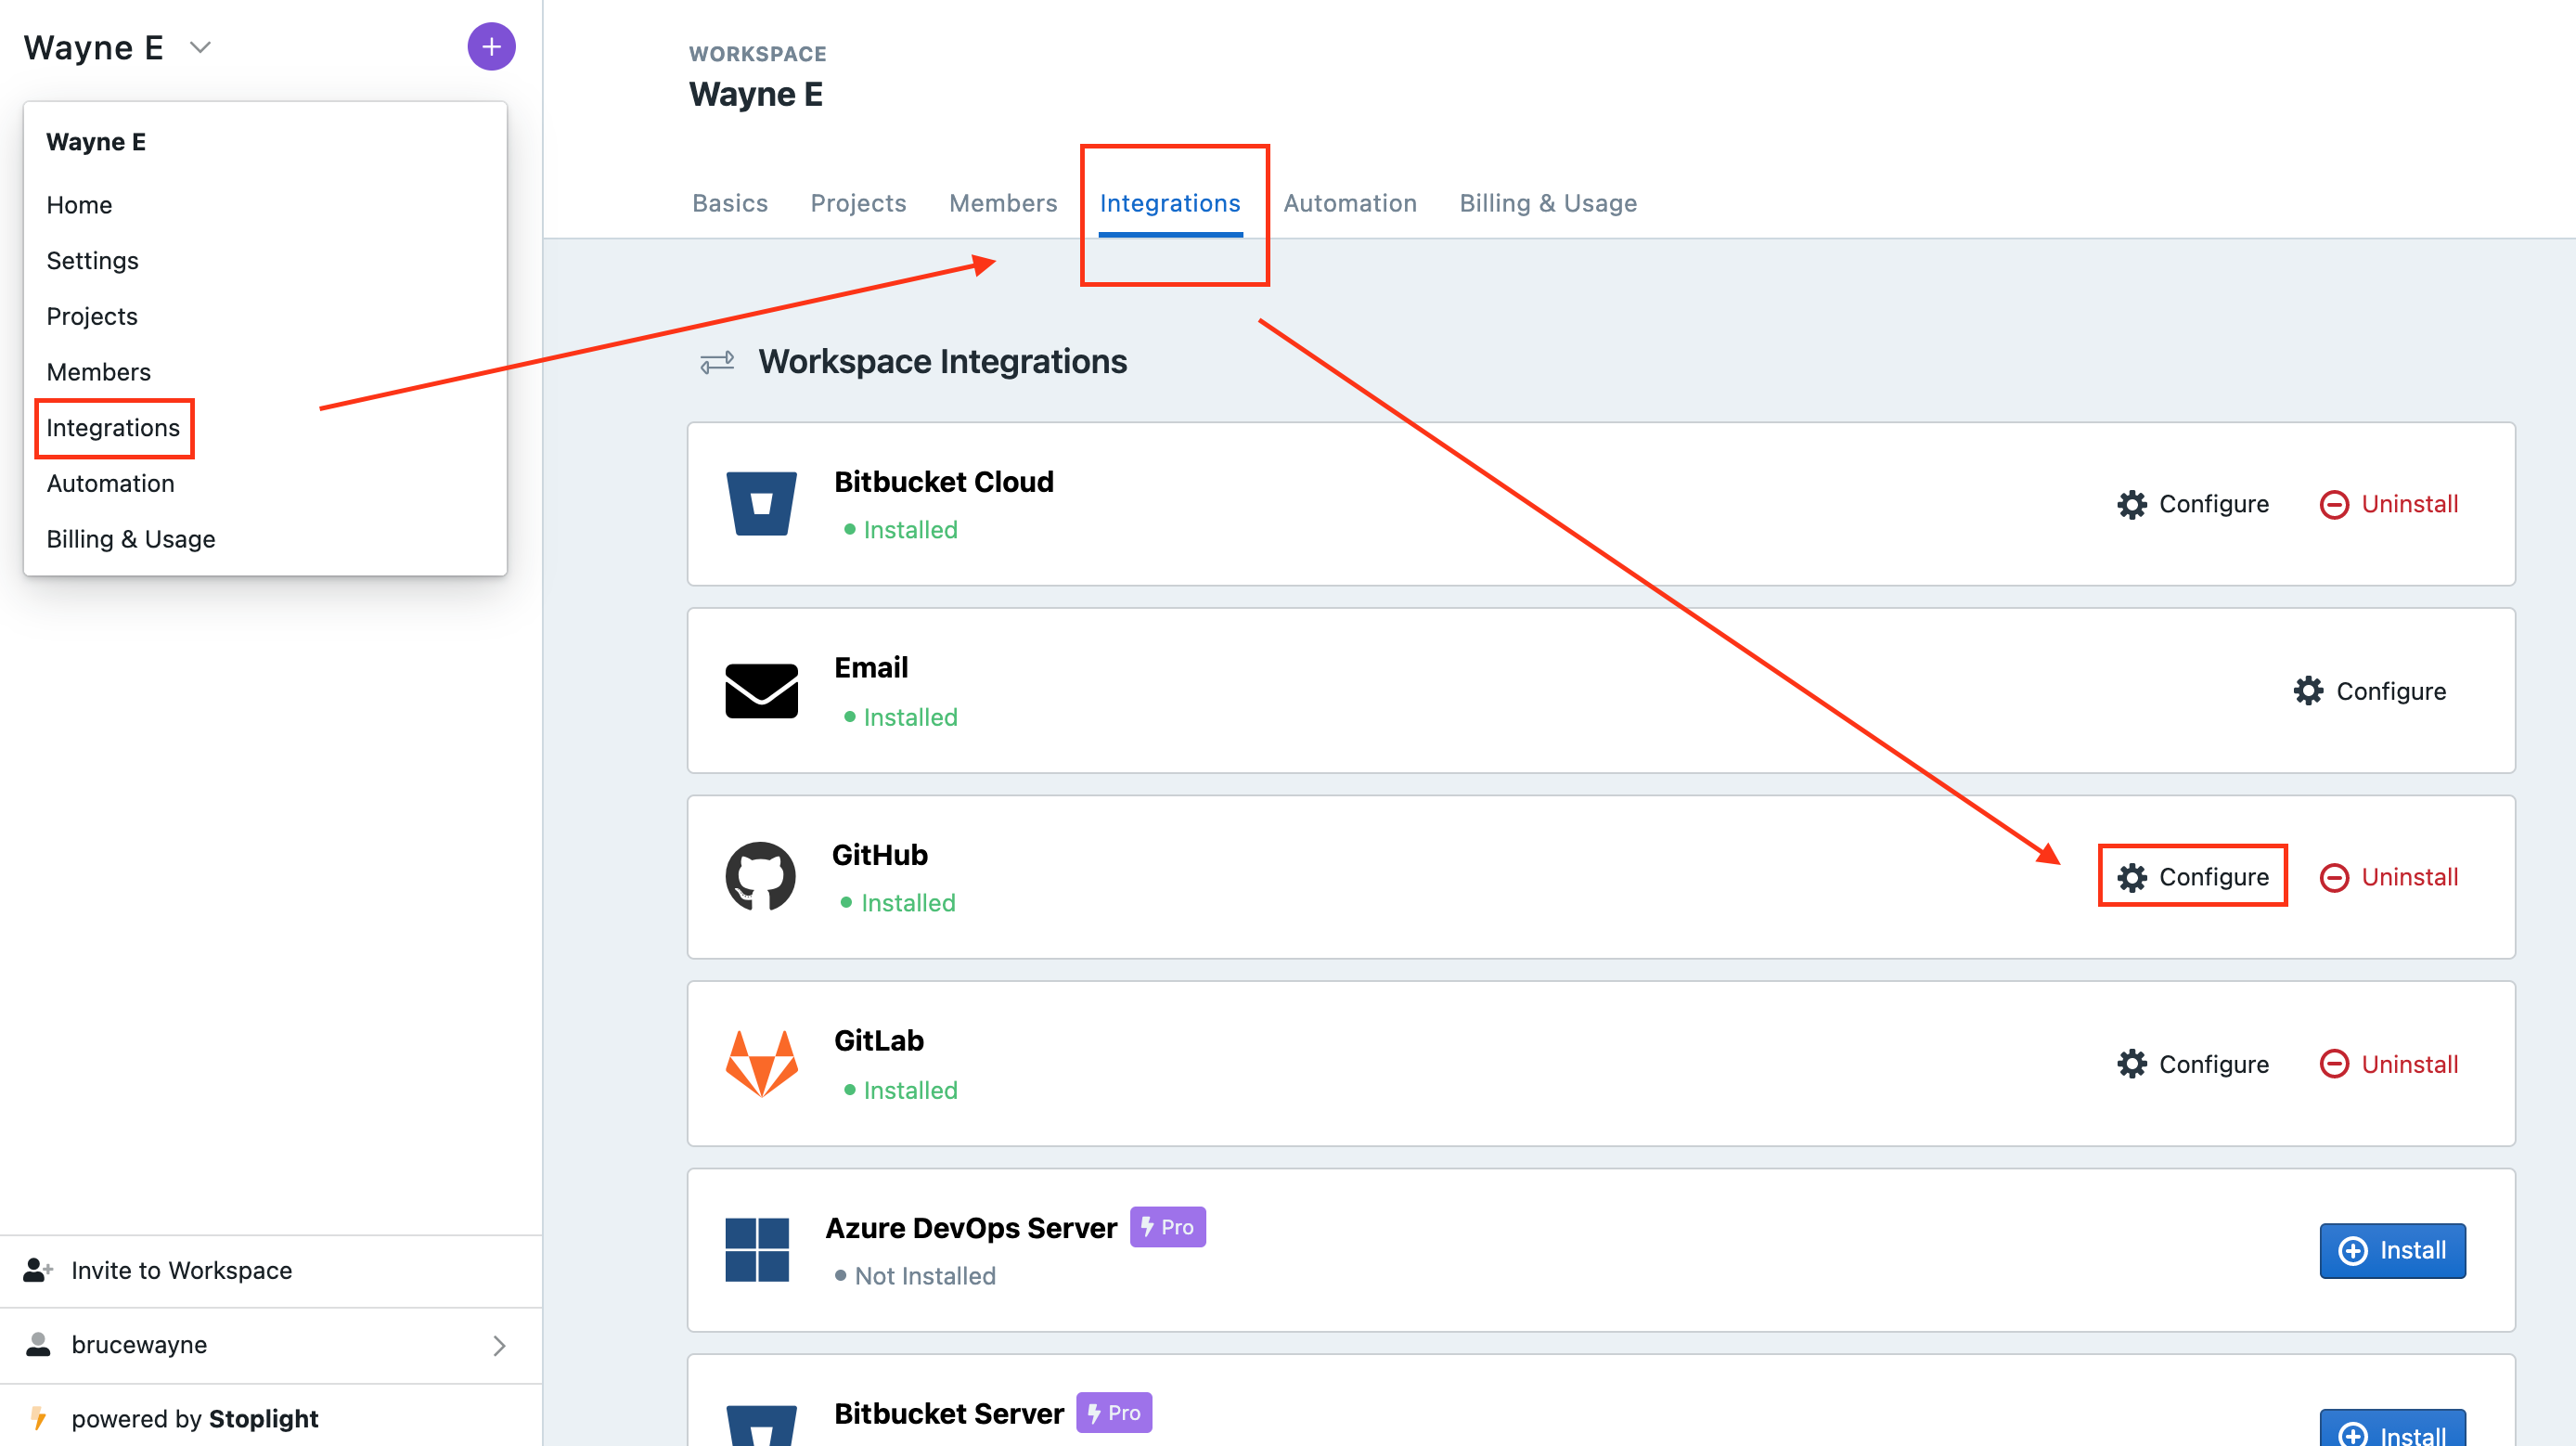 Wayne E
Wayne E
Home
Settings
Projects
Members
Integrations
Automation
Billing & Usage
Invite to Workspace
brucewayne
powered by Stoplight
WORKSPACE
Wayne E
Basics Projects Members Integrations Automation Billing & Usage
Workspace Integrations
Bitbucket Cloud
Installed
Configure Uninstall
Email
Installed
Configure
GitHub
Installed
Configure Uninstall
GitLab
Installed
Configure Uninstall
Azure DevOps Server Pro
Not Installed
Install
Bitbucket Server Pro
Install